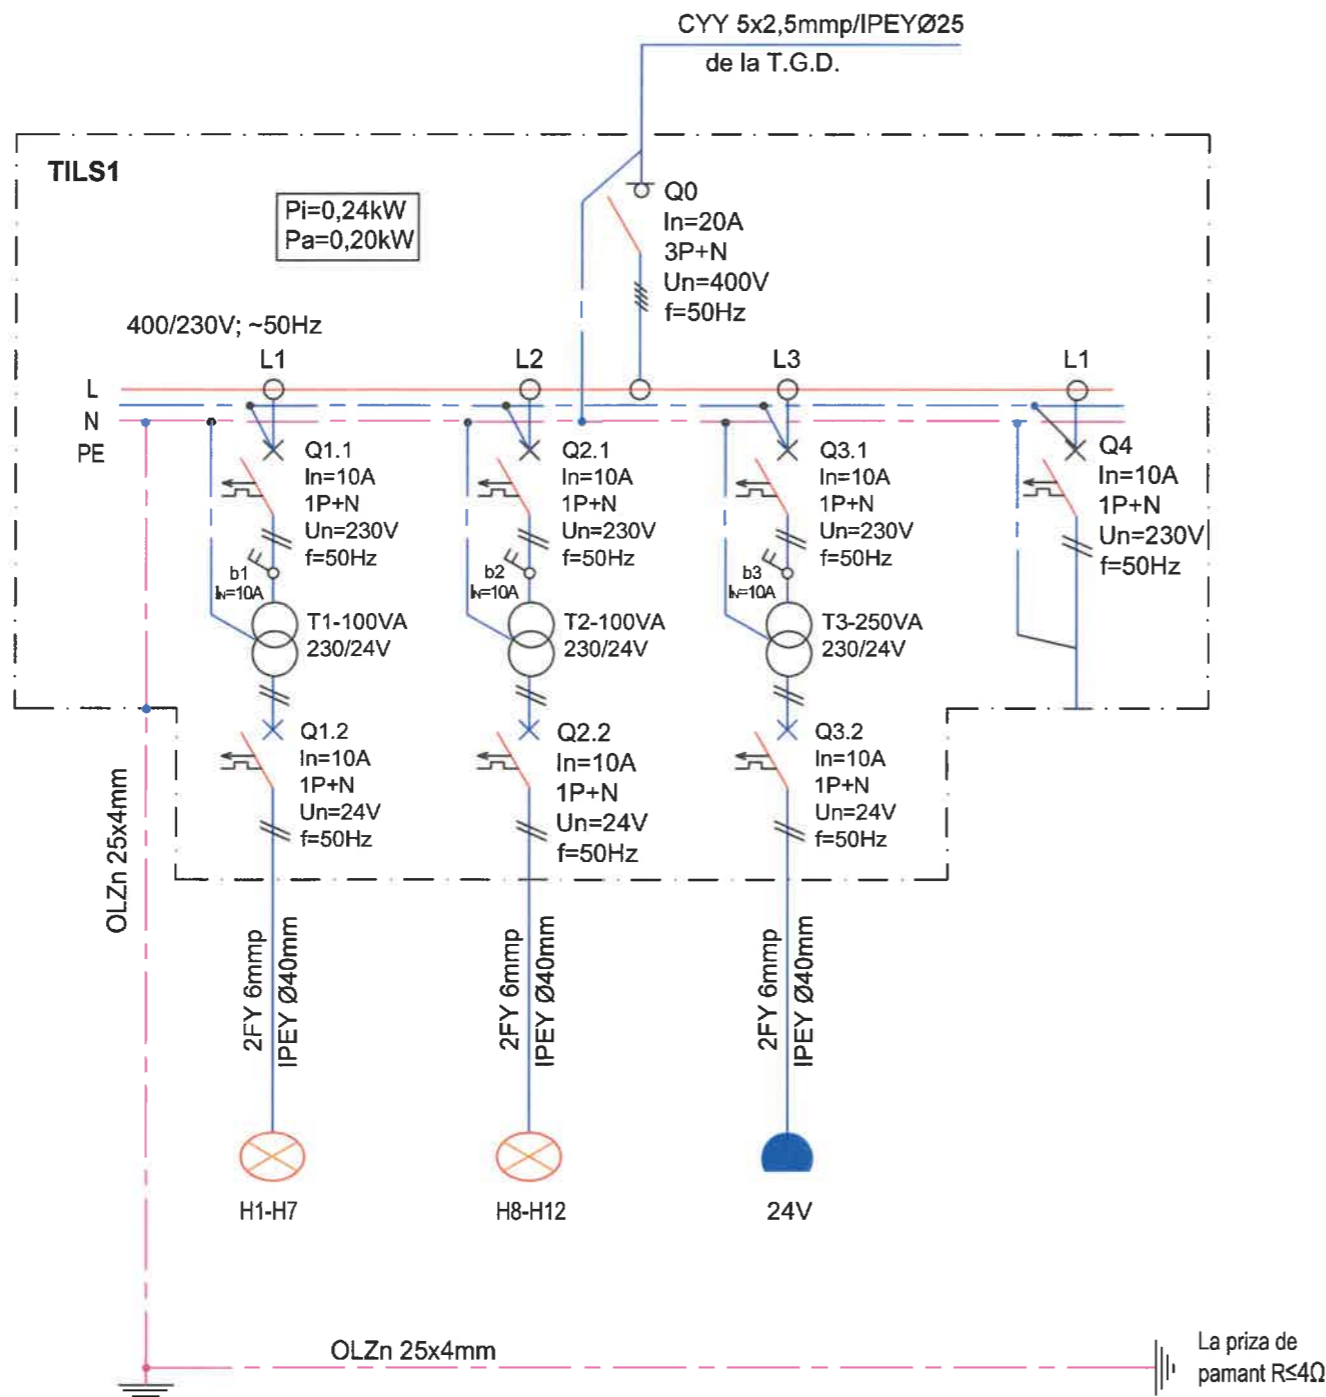 CYY 5x2,5mmp/IPEYØ25
de la T.G.D.
TILS1
Pi=0,24kW
Pa=0,20kW
Q0
In=20A
3P+N
Un=400V
f=50Hz
400/230V; ~50Hz
L1
L2
L3
L1
L
N
PE
Q1.1
In=10A
1P+N
Un=230V
f=50Hz
b1
IN=10A
T1-100VA
230/24V
Q1.2
In=10A
1P+N
Un=24V
f=50Hz
Q2.1
In=10A
1P+N
Un=230V
f=50Hz
b2
IN=10A
T2-100VA
230/24V
Q2.2
In=10A
1P+N
Un=24V
f=50Hz
Q3.1
In=10A
1P+N
Un=230V
f=50Hz
b3
IN=10A
T3-250VA
230/24V
Q3.2
In=10A
1P+N
Un=24V
f=50Hz
Q4
In=10A
1P+N
Un=230V
f=50Hz
OLZn 25x4mm
2FY 6mmp
IPEY Ø40mm
2FY 6mmp
IPEY Ø40mm
2FY 6mmp
IPEY Ø40mm
H1-H7
H8-H12
24V
OLZn 25x4mm
La priza de
pamant R≤4Ω